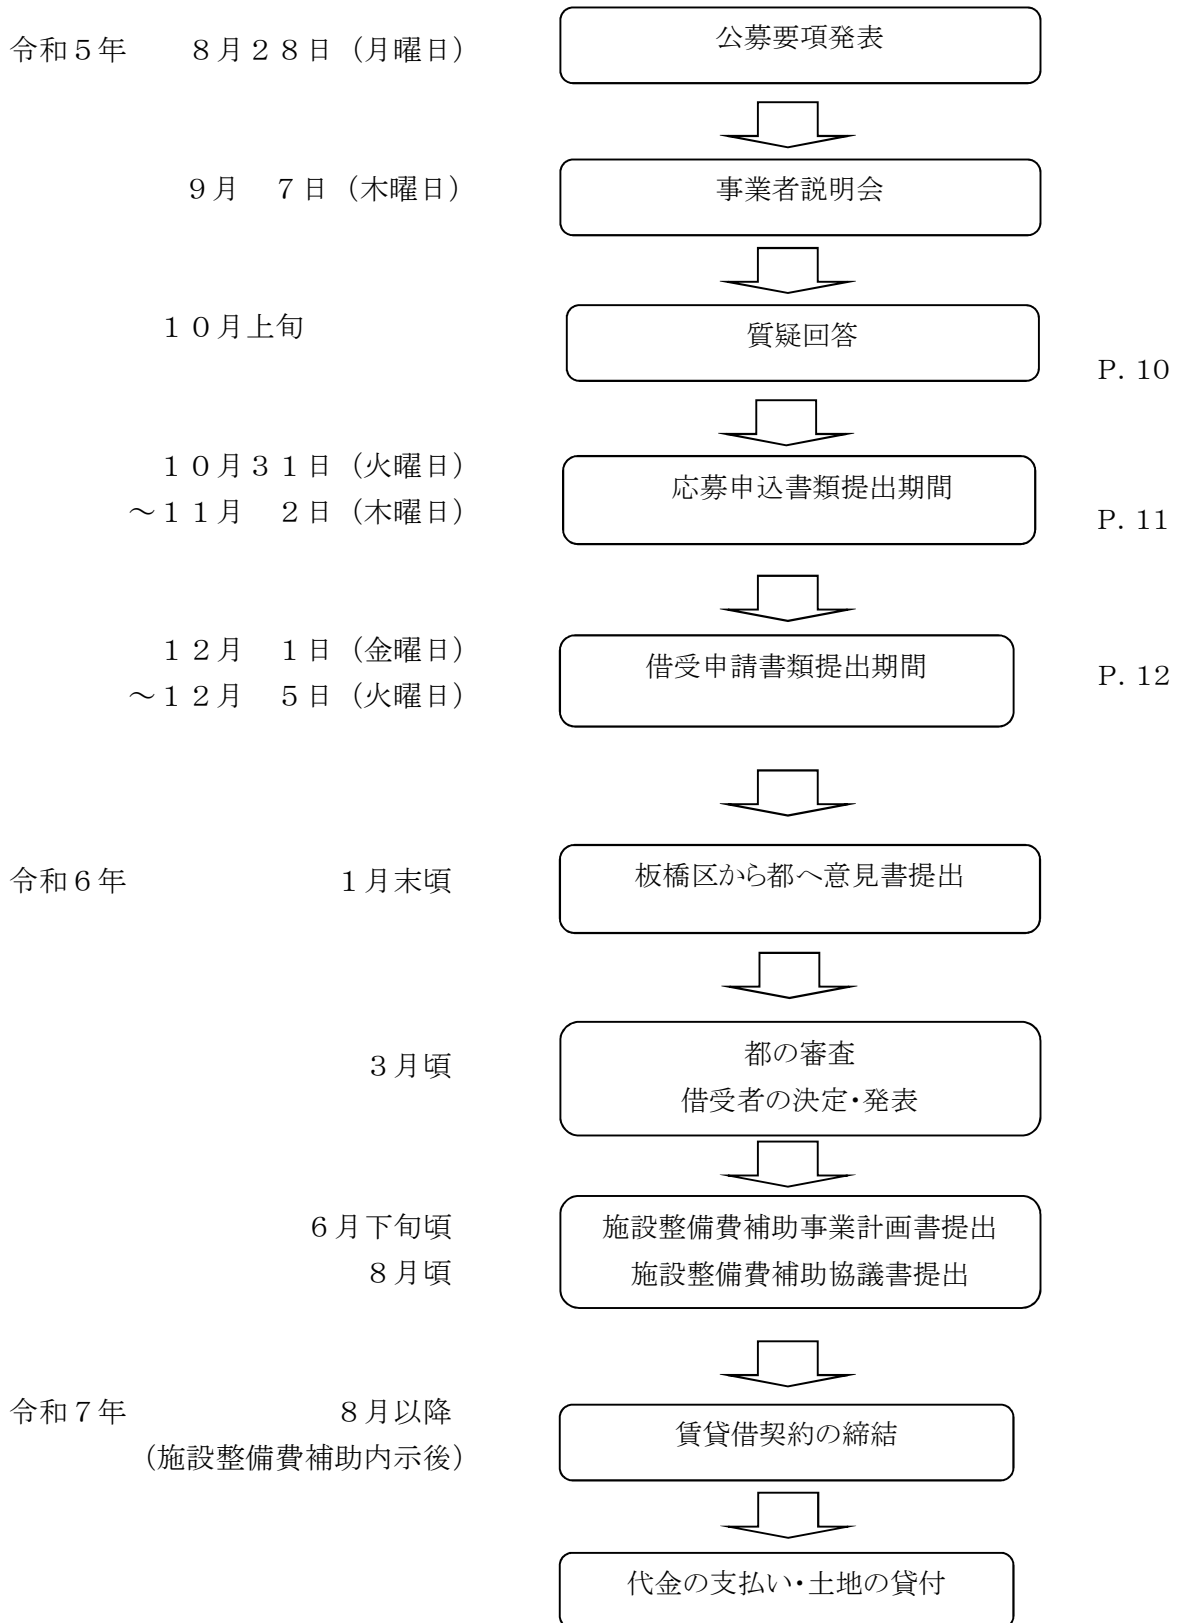 令和５年　　８月２８日（月曜日）　　公募要項発表
９月　７日（木曜日）　　事業者説明会
１０月上旬　　質疑回答
P. 10
１０月３１日（火曜日）　　応募申込書類提出期間
～１１月　２日（木曜日）
P. 11
１２月　１日（金曜日）　　借受申請書類提出期間
P. 12
～１２月　５日（火曜日）
令和６年　　１月末頃　　板橋区から都へ意見書提出
３月頃　　都の審査
借受者の決定・発表
６月下旬頃　　施設整備費補助事業計画書提出
８月頃　　施設整備費補助協議書提出
令和７年　　８月以降　　賃貸借契約の締結
（施設整備費補助内示後）
代金の支払い・土地の貸付